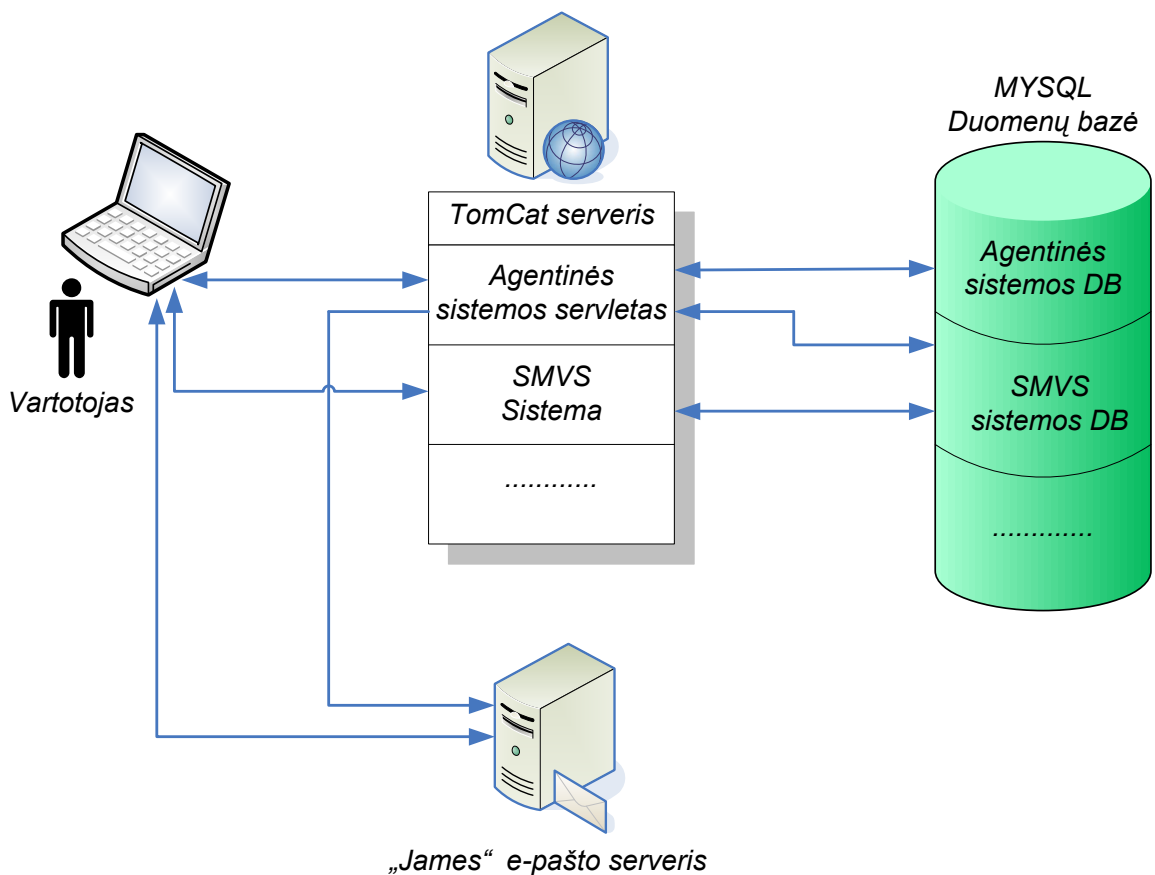 MYSQL
Duomenų bazė
TomCat serveris
Agentinės
sistemos servletas
SMVS
Sistema
............
Agentinės
sistemos DB
SMVS
sistemos DB
.............
Vartotojas
„James“ e-pašto serveris